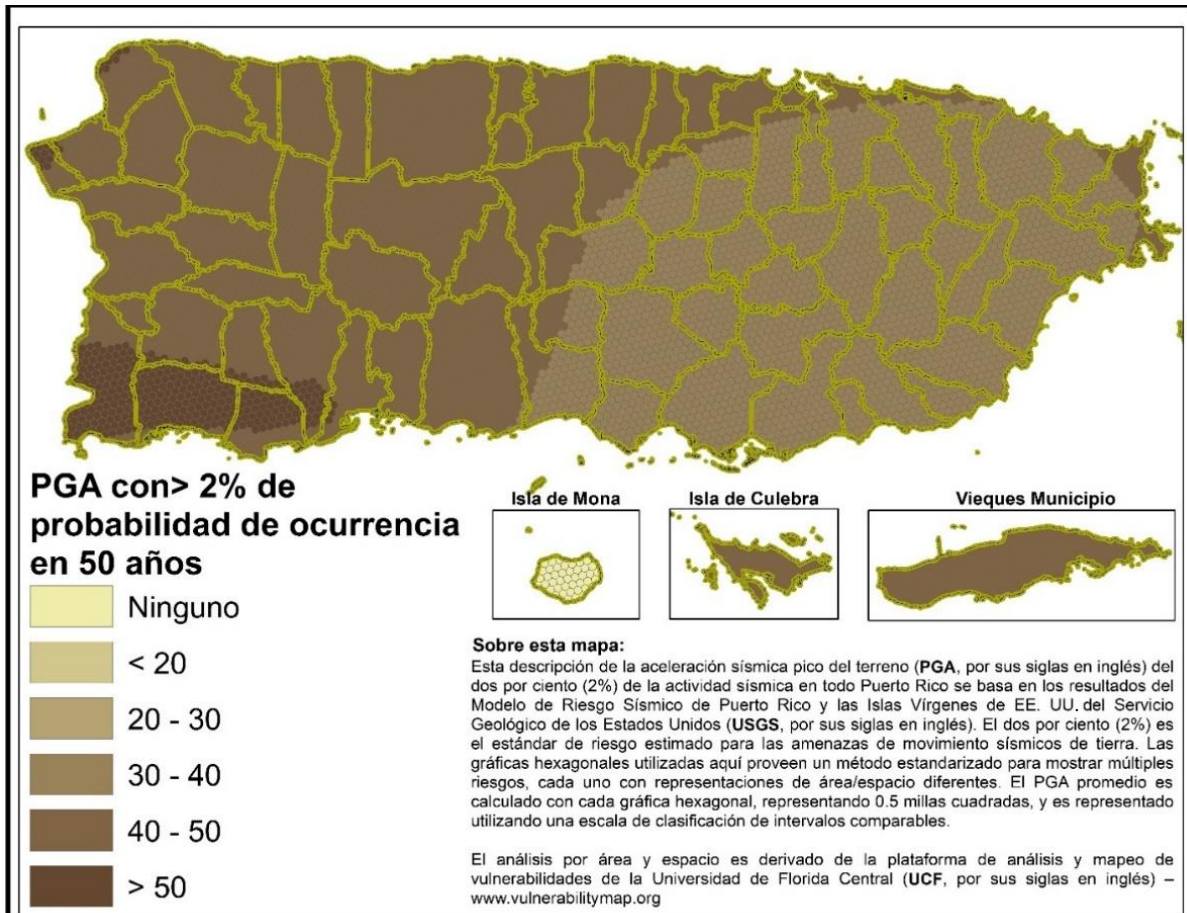 PGA con> 2% de
probabilidad de ocurrencia
en 50 años
Ninguno
< 20
20 - 30
30 - 40
40 - 50
> 50
Isla de Mona
Isla de Culebra
Vieques Municipio
Sobre esta mapa:
Esta descripción de la aceleración sísmica pico del terreno (PGA, por sus siglas en inglés) del
dos por ciento (2%) de la actividad sísmica en todo Puerto Rico se basa en los resultados del
Modelo de Riesgo Sísmico de Puerto Rico y las Islas Vírgenes de EE. UU. del Servicio
Geológico de los Estados Unidos (USGS, por sus siglas en inglés). El dos por ciento (2%) es
el estándar de riesgo estimado para las amenazas de movimiento sísmicos de tierra. Las
gráficas hexagonales utilizadas aquí proveen un método estandarizado para mostrar múltiples
riesgos, cada uno con representaciones de área/espacio diferentes. El PGA promedio es
calculado con cada gráfica hexagonal, representando 0.5 millas cuadradas, y es representado
utilizando una escala de clasificación de intervalos comparables.
El análisis por área y espacio es derivado de la plataforma de análisis y mapeo de
vulnerabilidades de la Universidad de Florida Central (UCF, por sus siglas en inglés) –
www.vulnerabilitymap.org